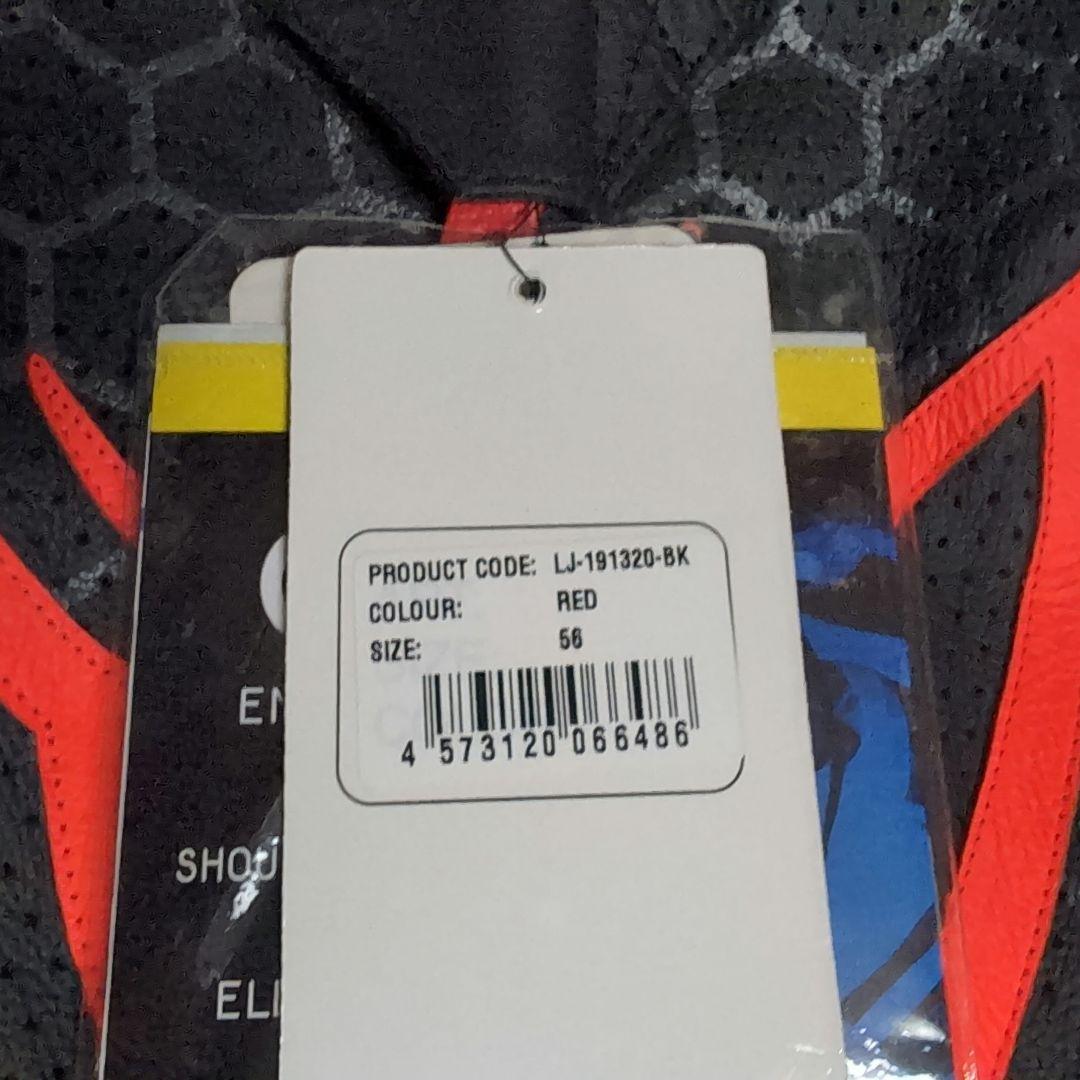 PRODUCT CODE: LJ-191320-BK
COLOUR: RED
SIZE: 56
4 573120 066486
EN
SHOU
ELI